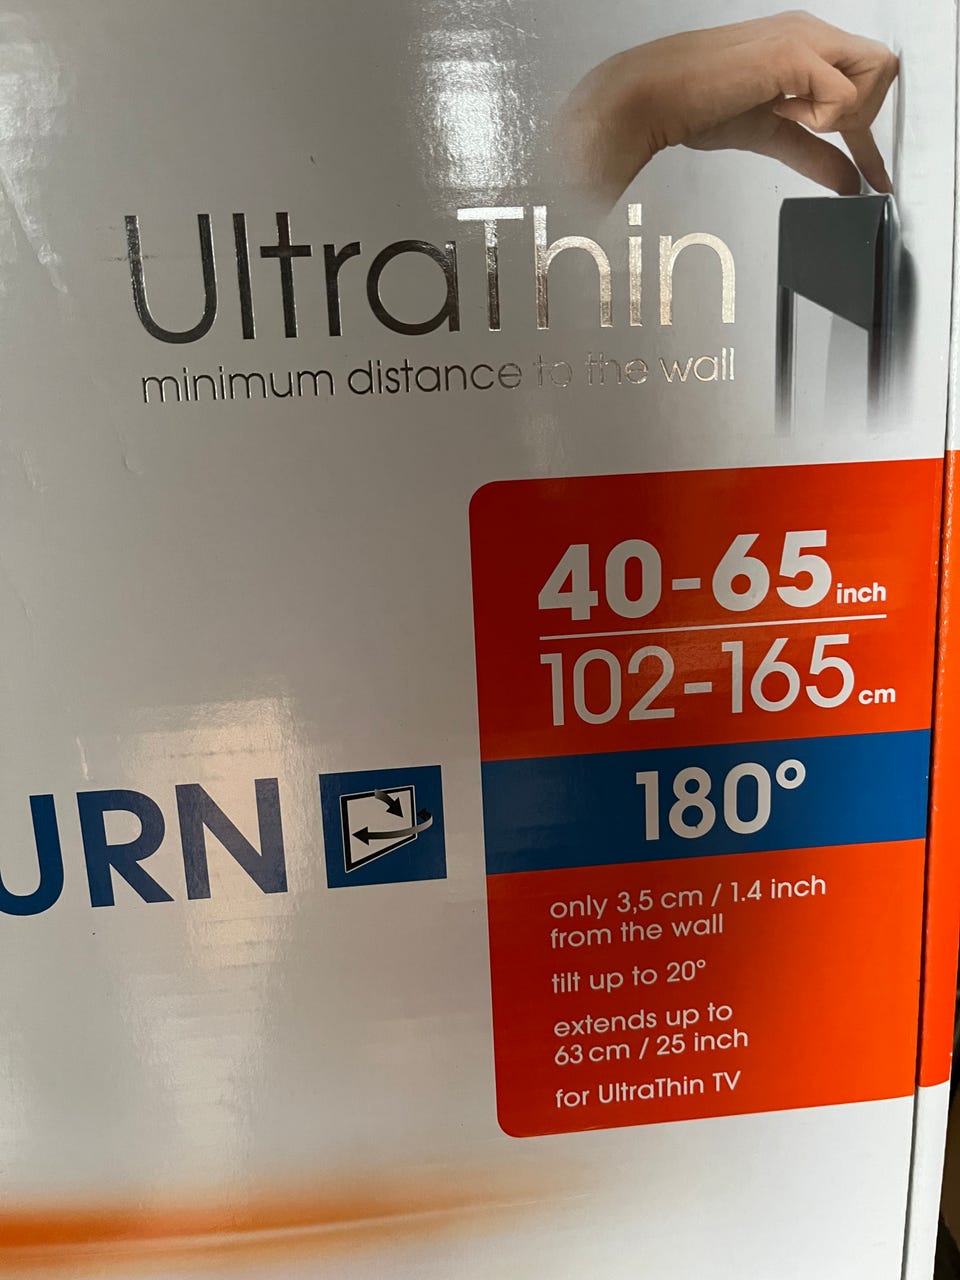 UltraThin
minimum distance to the wall
40-65 inch
102-165 cm
URN
180°
only 3,5 cm / 1.4 inch
from the wall
tilt up to 20°
extends up to
63 cm / 25 inch
for UltraThin TV